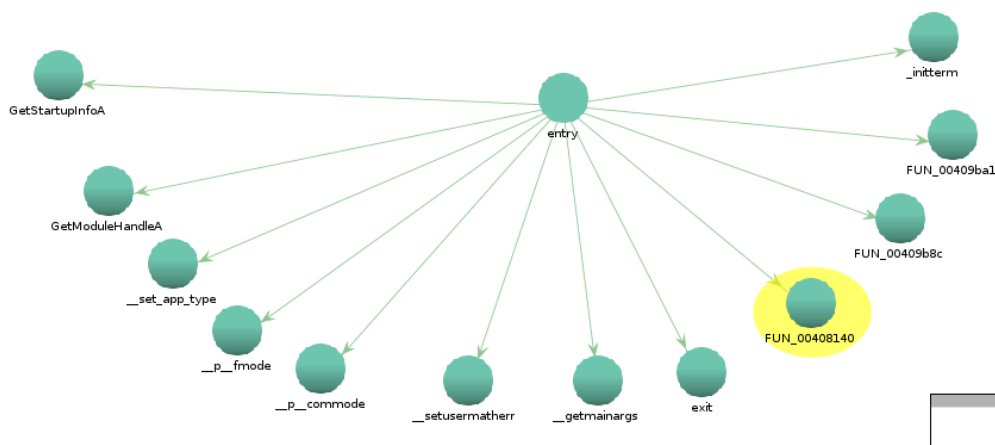 _initterm
GetStartupInfoA
entry
FUN_00409ba1
GetModuleHandleA
FUN_00409b8c
__set_app_type
FUN_00408140
__p__fmode
__p__commode
__setusermatherr
__getmainargs
exit